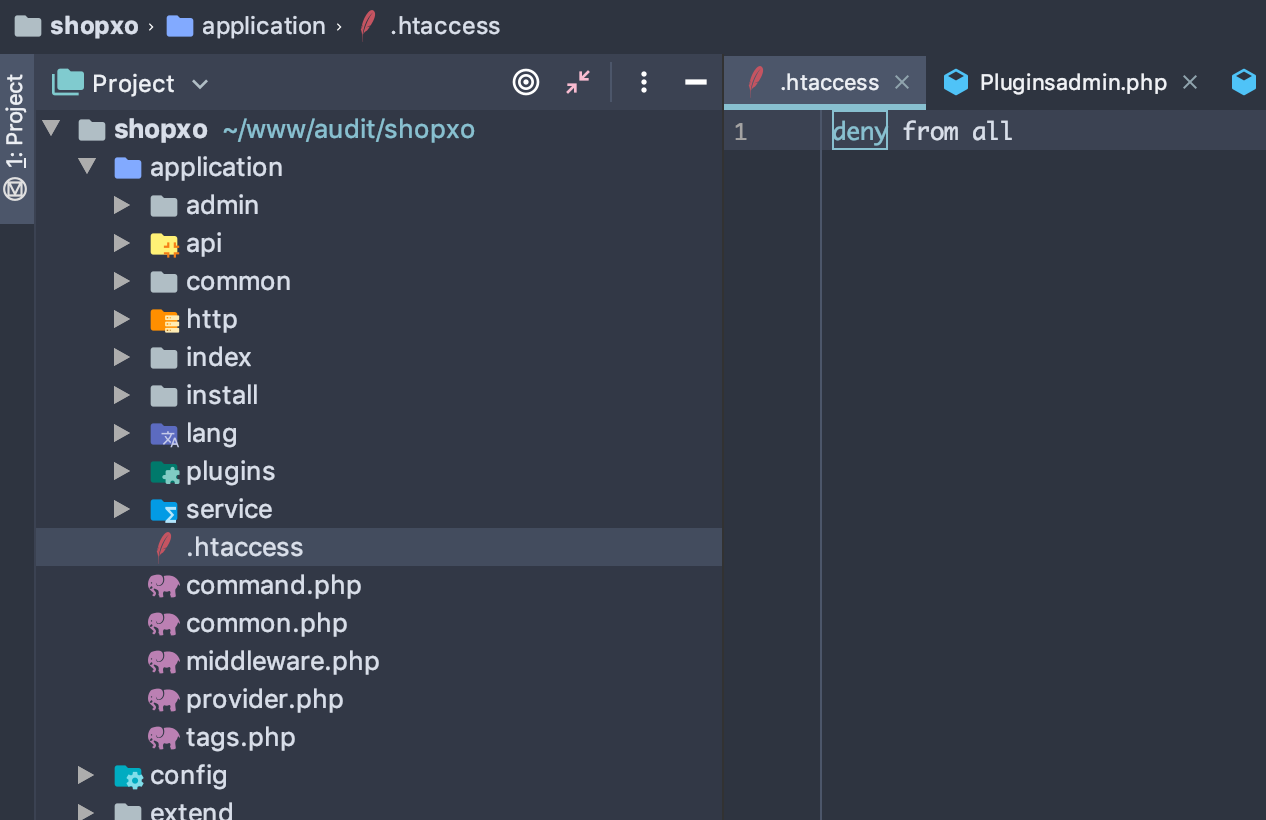 shopxo › application › .htaccess
1: Project
Project
.htaccess × Pluginsadmin.php ×
shopxo ~/www/audit/shopxo
1 deny from all
application
admin
api
common
http
index
install
lang
plugins
service
.htaccess
command.php
common.php
middleware.php
provider.php
tags.php
config
extend